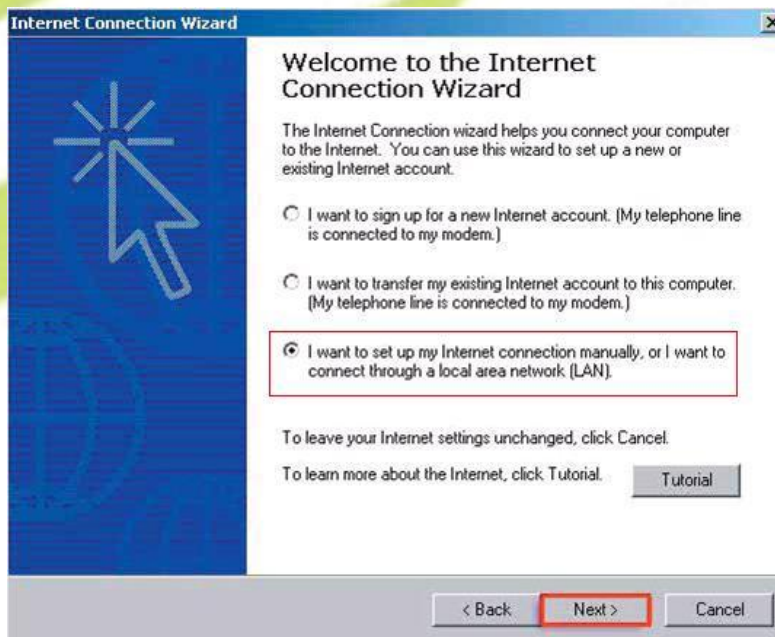 Internet Connection Wizard
Welcome to the Internet
Connection Wizard
The Internet Connection wizard helps you connect your computer
to the Internet. You can use this wizard to set up a new or
existing Internet account.
I want to sign up for a new Internet account. (My telephone line
is connected to my modem.)
I want to transfer my existing Internet account to this computer.
(My telephone line is connected to my modem.)
I want to set up my Internet connection manually, or I want to
connect through a local area network (LAN).
To leave your Internet settings unchanged, click Cancel.
To learn more about the Internet, click Tutorial.
Tutorial
< Back
Next >
Cancel